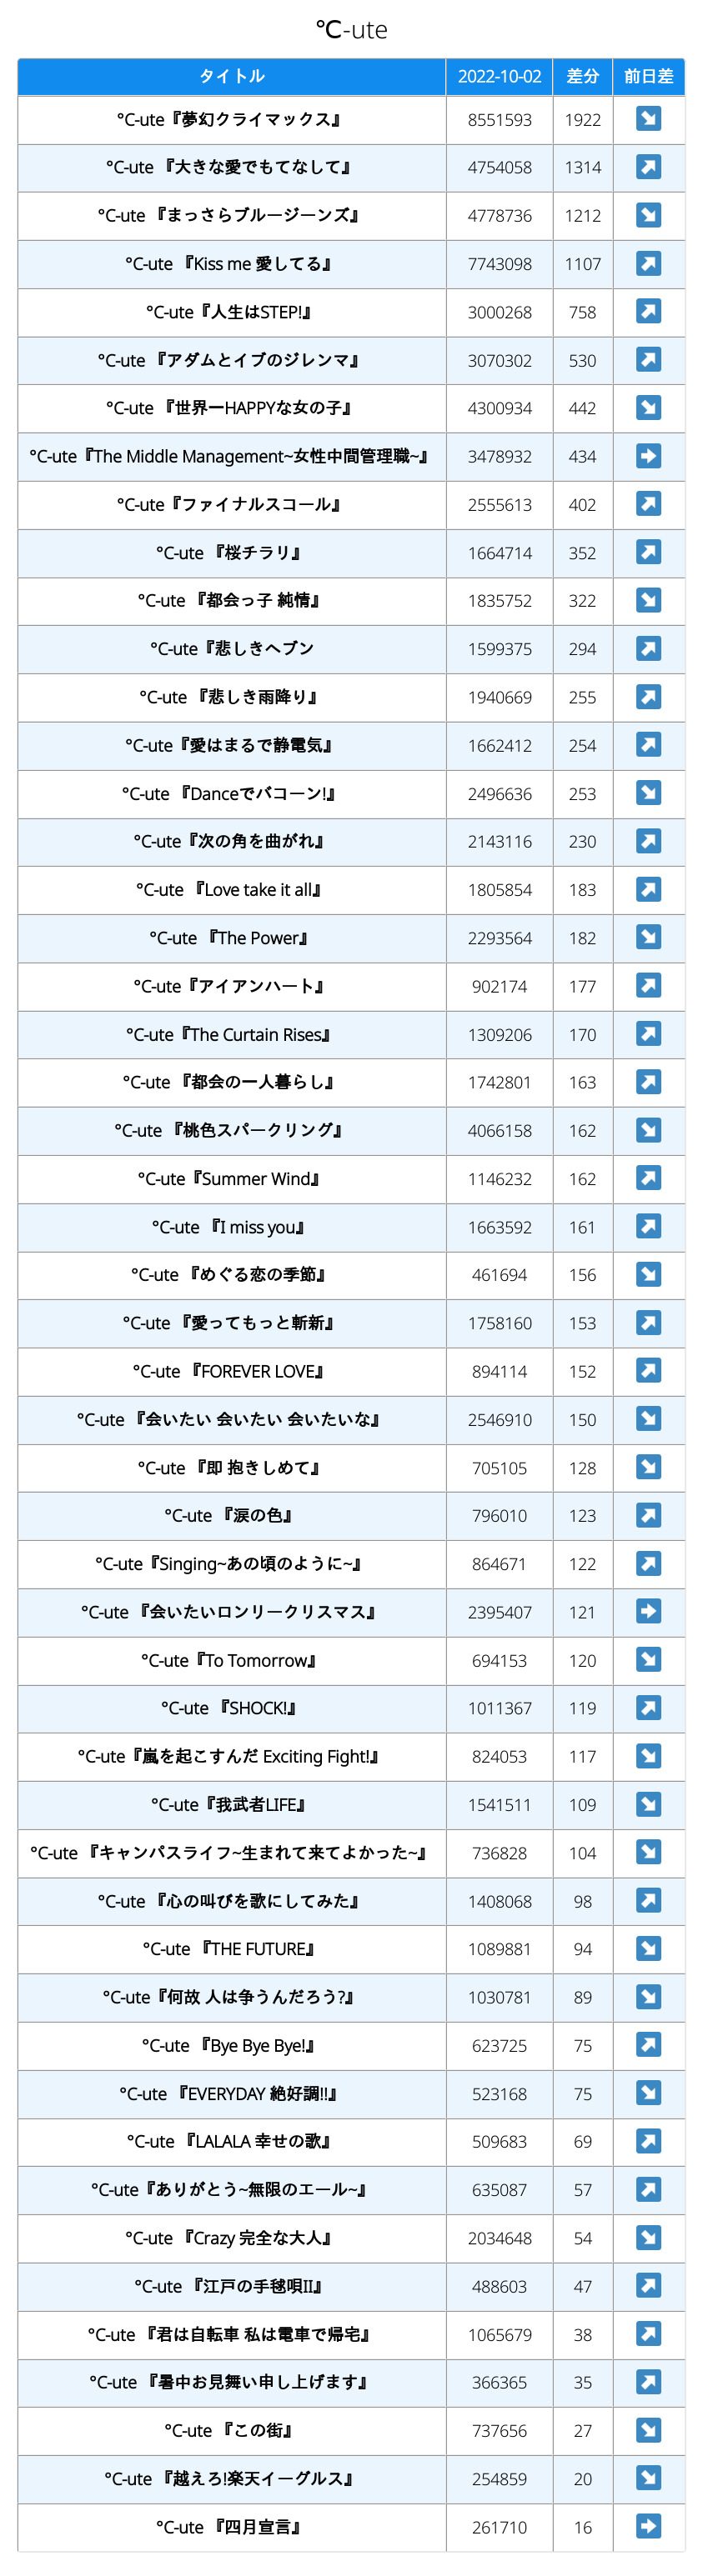 ℃-ute
タイトル 2022-10-02 差分 前日差
°C-ute『夢幻クライマックス』 8551593 1922 ↘
°C-ute 『大きな愛でもてなして』 4754058 1314 ↗
°C-ute 『まっさらブルージーンズ』 4778736 1212 ↘
°C-ute 『Kiss me 愛してる』 7743098 1107 ↗
°C-ute『人生はSTEP!』 3000268 758 ↗
°C-ute 『アダムとイブのジレンマ』 3070302 530 ↗
°C-ute 『世界一HAPPYな女の子』 4300934 442 ↘
°C-ute『The Middle Management~女性中間管理職~』 3478932 434 ➡
°C-ute『ファイナルスコール』 2555613 402 ↗
°C-ute 『桜チラリ』 1664714 352 ↗
°C-ute 『都会っ子 純情』 1835752 322 ↘
°C-ute『悲しきヘブン 1599375 294 ↗
°C-ute 『悲しき雨降り』 1940669 255 ↗
°C-ute『愛はまるで静電気』 1662412 254 ↗
°C-ute 『Danceでバコーン!』 2496636 253 ↘
°C-ute『次の角を曲がれ』 2143116 230 ↗
°C-ute 『Love take it all』 1805854 183 ↗
°C-ute 『The Power』 2293564 182 ↘
°C-ute『アイアンハート』 902174 177 ↗
°C-ute『The Curtain Rises』 1309206 170 ↗
°C-ute 『都会の一人暮らし』 1742801 163 ↗
°C-ute 『桃色スパークリング』 4066158 162 ↘
°C-ute『Summer Wind』 1146232 162 ↗
°C-ute 『I miss you』 1663592 161 ↗
°C-ute 『めぐる恋の季節』 461694 156 ↘
°C-ute 『愛ってもっと斬新』 1758160 153 ↗
°C-ute 『FOREVER LOVE』 894114 152 ↗
°C-ute 『会いたい 会いたい 会いたいな』 2546910 150 ↘
°C-ute 『即 抱きしめて』 705105 128 ↘
°C-ute 『涙の色』 796010 123 ↗
°C-ute『Singing~あの頃のように~』 864671 122 ↗
°C-ute 『会いたいロンリークリスマス』 2395407 121 ➡
°C-ute『To Tomorrow』 694153 120 ↘
°C-ute 『SHOCK!』 1011367 119 ↗
°C-ute『嵐を起こすんだ Exciting Fight!』 824053 117 ↘
°C-ute『我武者LIFE』 1541511 109 ↘
°C-ute 『キャンパスライフ~生まれて来てよかった~』 736828 104 ↘
°C-ute 『心の叫びを歌にしてみた』 1408068 98 ↗
°C-ute 『THE FUTURE』 1089881 94 ↘
°C-ute『何故 人は争うんだろう?』 1030781 89 ↘
°C-ute 『Bye Bye Bye!』 623725 75 ↗
°C-ute 『EVERYDAY 絶好調!!』 523168 75 ↘
°C-ute 『LALALA 幸せの歌』 509683 69 ↗
°C-ute『ありがとう~無限のエール~』 635087 57 ↗
°C-ute 『Crazy 完全な大人』 2034648 54 ↘
°C-ute 『江戸の手毬唄II』 488603 47 ↗
°C-ute 『君は自転車 私は電車で帰宅』 1065679 38 ↗
°C-ute 『暑中お見舞い申し上げます』 366365 35 ↗
°C-ute 『この街』 737656 27 ↘
°C-ute 『越えろ!楽天イーグルス』 254859 20 ↘
°C-ute 『四月宣言』 261710 16 ➡